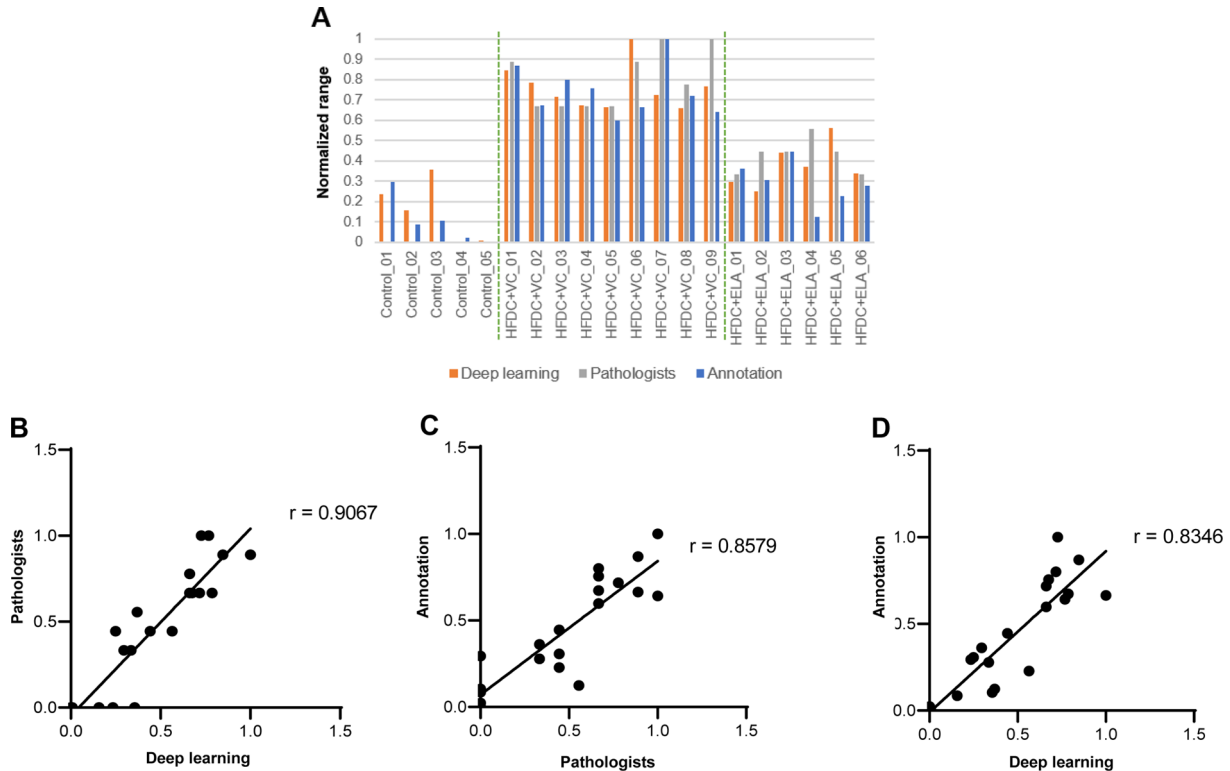 A
Normalized range
1
0.9
0.8
0.7
0.6
0.5
0.4
0.3
0.2
0.1
0
Control_01
Control_02
Control_03
Control_04
Control_05
HFDC+VC_01
HFDC+VC_02
HFDC+VC_03
HFDC+VC_04
HFDC+VC_05
HFDC+VC_06
HFDC+VC_07
HFDC+VC_08
HFDC+VC_09
HFDC+ELA_01
HFDC+ELA_02
HFDC+ELA_03
HFDC+ELA_04
HFDC+ELA_05
HFDC+ELA_06
Deep learning Pathologists Annotation
B
Pathologists
1.5
1.0
0.5
0.0
0.0 0.5 1.0 1.5
Deep learning
r = 0.9067
C
Annotation
1.5
1.0
0.5
0.0
0.0 0.5 1.0 1.5
Pathologists
r = 0.8579
D
Annotation
1.5
1.0
0.5
0.0
0.0 0.5 1.0 1.5
Deep learning
r = 0.8346